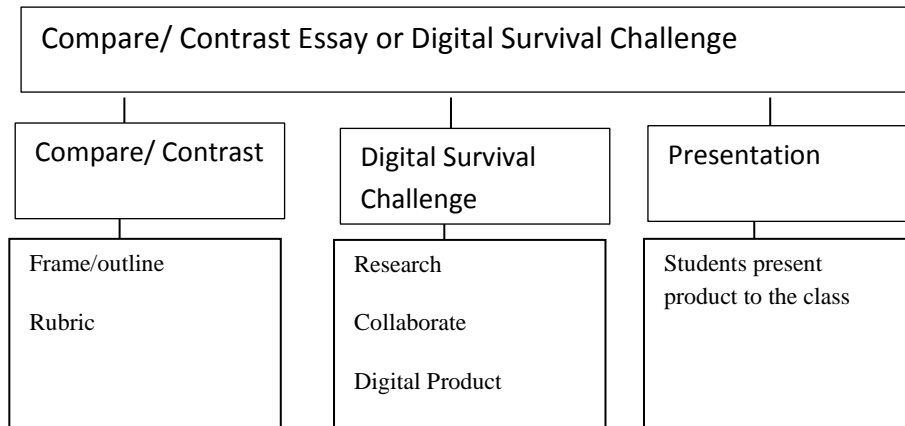 Compare/ Contrast Essay or Digital Survival Challenge
Compare/ Contrast
Digital Survival
Challenge
Presentation
Frame/outline
Rubric
Research
Collaborate
Digital Product
Students present
product to the class